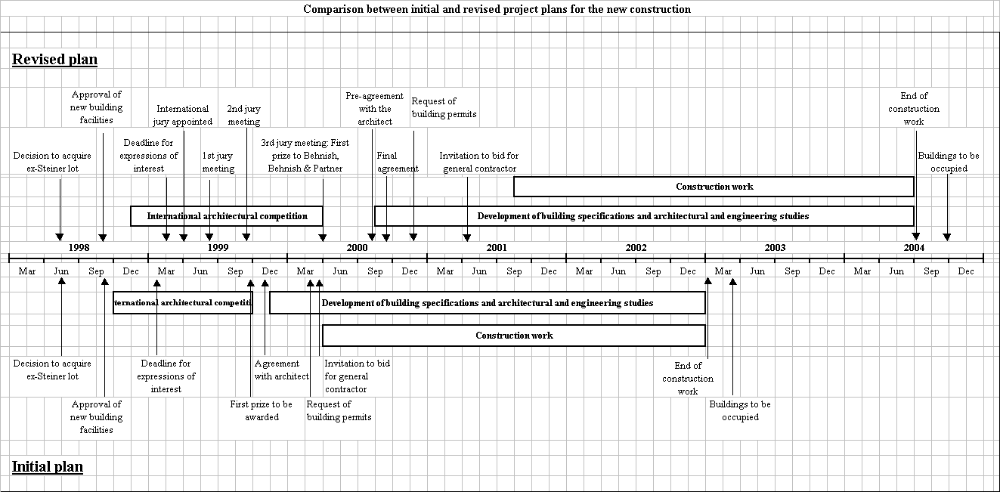 Comparison between initial and revised project plans for the new construction
Revised plan
Approval of
new building
facilities
International
jury appointed
2nd jury
meeting
Pre-agreement
with the
architect
Request of
building permits
End of
construction
work
Decision to acquire
ex-Steiner lot
Deadline for
expressions of
interest
1st jury
meeting
3rd jury meeting: First
prize to Behnish,
Behnish & Partner
Final
agreement
Invitation to bid for
general contractor
Buildings to be
occupied
Construction work
International architectural competition
Development of building specifications and architectural and engineering studies
1998 1999 2000 2001 2002 2003 2004
Mar Jun Sep Dec Mar Jun Sep Dec Mar Jun Sep Dec Mar Jun Sep Dec Mar Jun Sep Dec Mar Jun Sep Dec Mar Jun Sep Dec
ternational architectural competiti
Development of building specifications and architectural and engineering studies
Construction work
Decision to acquire
ex-Steiner lot
Deadline for
expressions of
interest
Agreement
with architect
Invitation to bid
for general
contractor
End of
construction
work
Approval of
new building
facilities
First prize to be
awarded
Request of
building permits
Buildings to be
occupied
Initial plan